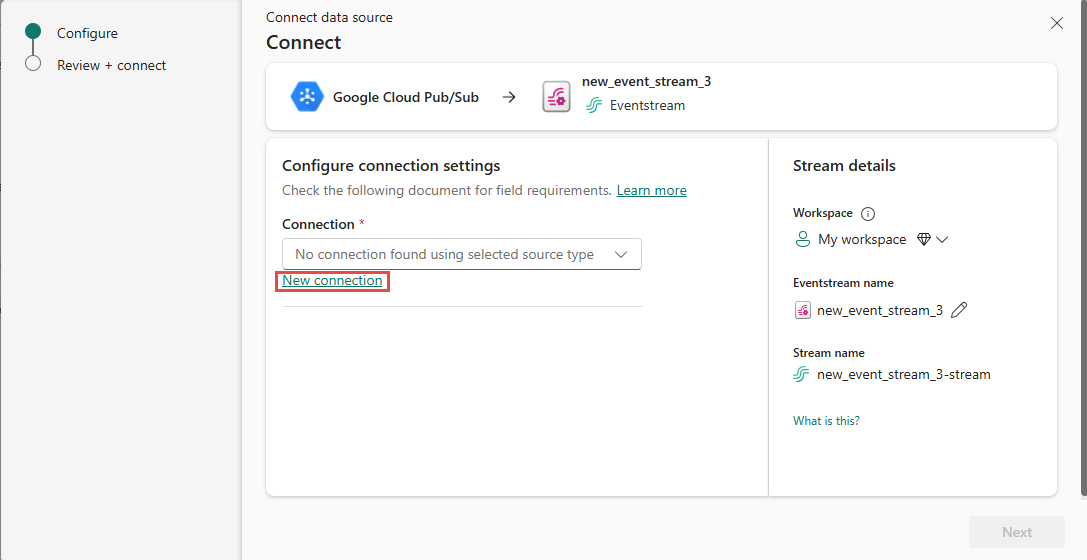 Configure
Review + connect
Connect data source
Connect
Google Cloud Pub/Sub
new_event_stream_3
Eventstream
Configure connection settings
Check the following document for field requirements. Learn more
Connection *
No connection found using selected source type
New connection
Stream details
Workspace
My workspace
Eventstream name
new_event_stream_3
Stream name
new_event_stream_3-stream
What is this?
Next